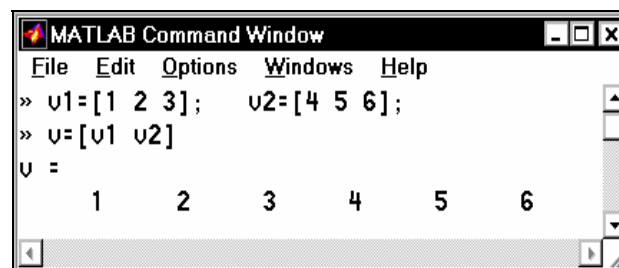 MATLAB Command Window
File Edit Options Windows Help
» v1=[1 2 3]; v2=[4 5 6];
» v=[v1 v2]
v =
1 2 3 4 5 6